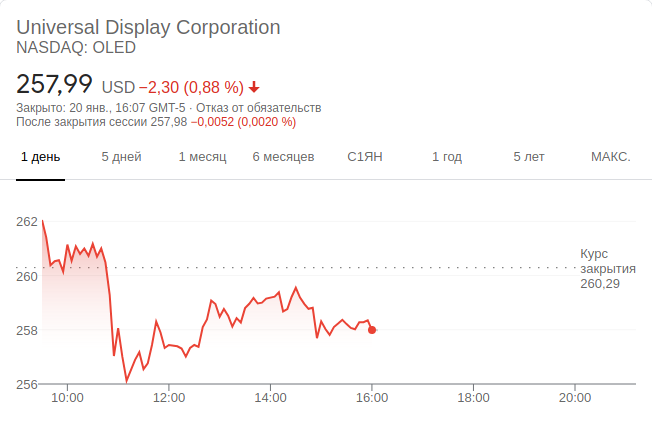 Universal Display Corporation
NASDAQ: OLED
257,99 USD −2,30 (0,88 %)
Закрыто: 20 янв., 16:07 GMT-5 · Отказ от обязательств
После закрытия сессии 257,98 −0,0052 (0,0020 %)
1 день 5 дней 1 месяц 6 месяцев С1ЯН 1 год 5 лет МАКС.
262
260
258
256
Курс
закрытия
260,29
10:00 12:00 14:00 16:00 18:00 20:00